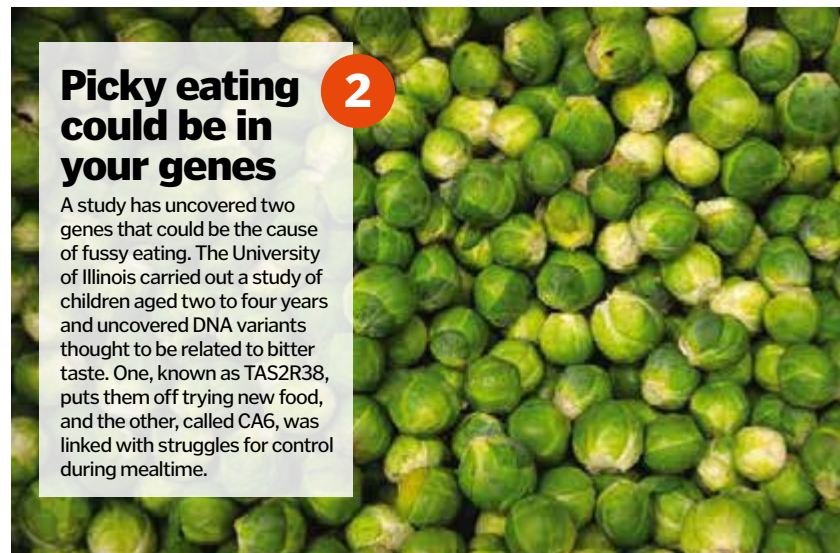 Picky eating
could be in
your genes
2
A study has uncovered two
genes that could be the cause
of fussy eating. The University
of Illinois carried out a study of
children aged two to four years
and uncovered DNA variants
thought to be related to bitter
taste. One, known as TAS2R38,
puts them off trying new food,
and the other, called CA6, was
linked with struggles for control
during mealtime.